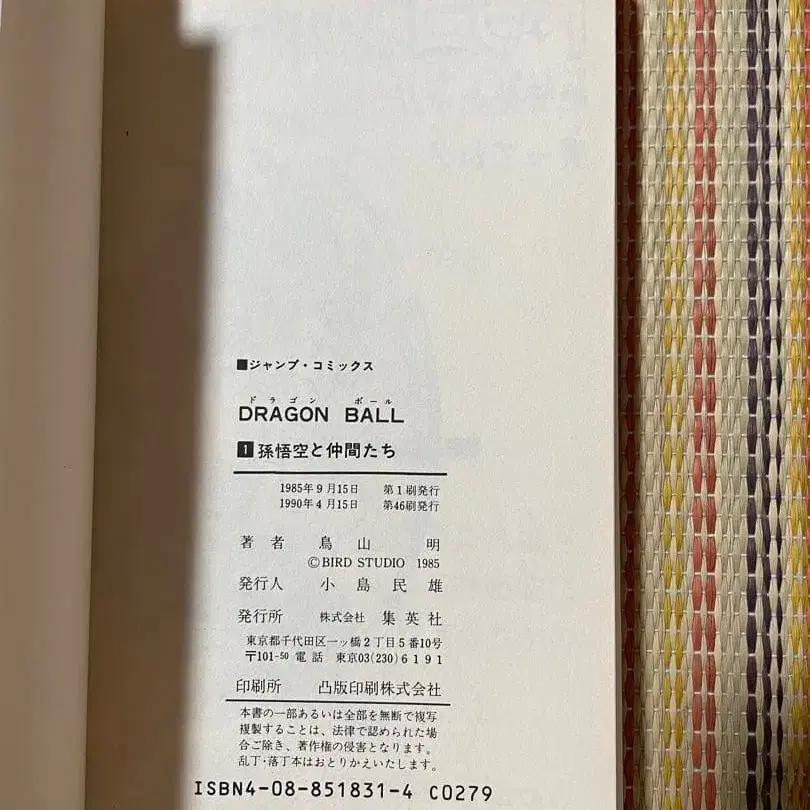 ■ジャンプ・コミックス
ドラゴン ボール
DRAGON BALL
1 孫悟空と仲間たち
1985年9月15日 第1刷発行
1990年4月15日 第46刷発行
著者 鳥山明
©BIRD STUDIO 1985
発行人 小島民雄
発行所 株式会社 集英社
東京都千代田区一ッ橋2丁目5番10号
〒101-50 電話 東京03(230)6191
印刷所 凸版印刷株式会社
本書の一部あるいは全部を無断で複写
複製することは、法律で認められた場
合ご除き、著作権の侵害となります。
乱丁・落丁本はおとりかえいたします。
ISBN4-08-851831-4 C0279